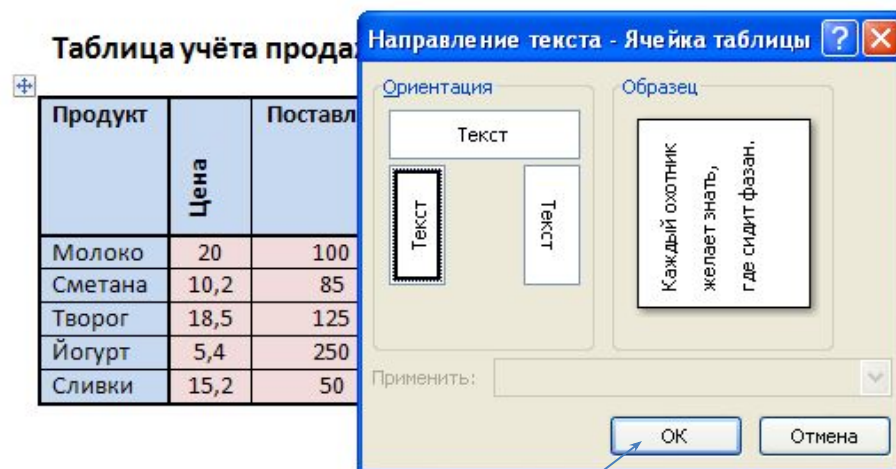 Таблица учёта прода
Продукт Цена Поставл
Молоко 20 100
Сметана 10,2 85
Творог 18,5 125
Йогурт 5,4 250
Сливки 15,2 50
Направление текста - Ячейка таблицы
Ориентация
Текст
Текст
Текст
Образец
Каждый охотник
желает знать,
где сидит фазан.
Применить:
ОК
Отмена